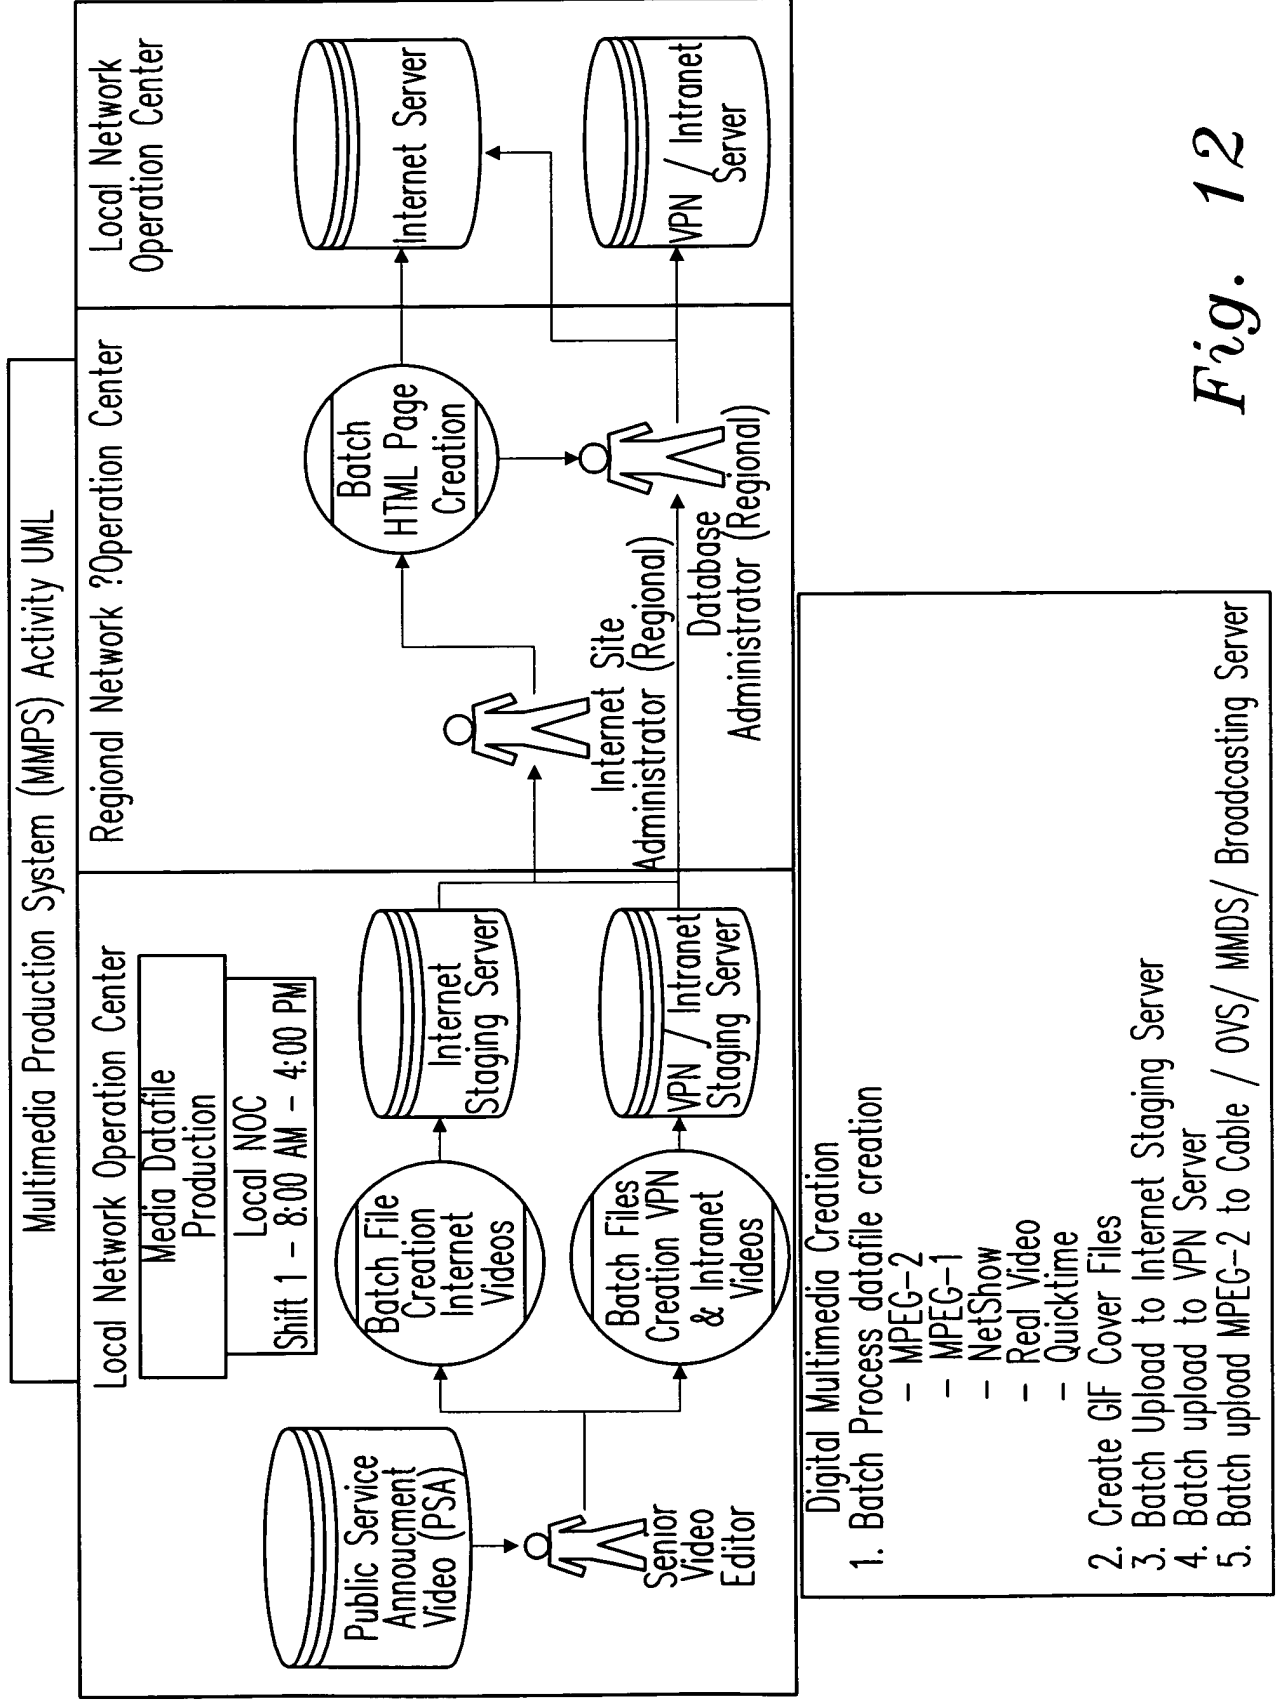 Multimedia Production System (MMPS) Activity UML
Local Network Operation Center
Media Datafile
Production
Local NOC
Shift 1 - 8:00 AM - 4:00 PM
Public Service
Annoucment
Video (PSA)
Senior
Video
Editor
Batch File
Creation
Internet
Videos
Batch Files
Creation VPN
& Intranet
Videos
Internet
Staging Server
VPN / Intranet
Staging Server
Regional Network ?Operation Center
Internet Site
Administrator (Regional)
Batch
HTML Page
Creation
Database
Administrator (Regional)
Local Network
Operation Center
Internet Server
VPN / Intranet
Server
Digital Multimedia Creation
1. Batch Process datafile creation
- MPEG-2
- MPEG-1
- NetShow
- Real Video
- Quicktime
2. Create GIF Cover Files
3. Batch Upload to Internet Staging Server
4. Batch upload to VPN Server
5. Batch upload MPEG-2 to Cable / OVS/ MMDS/ Broadcasting Server
Fig. 12